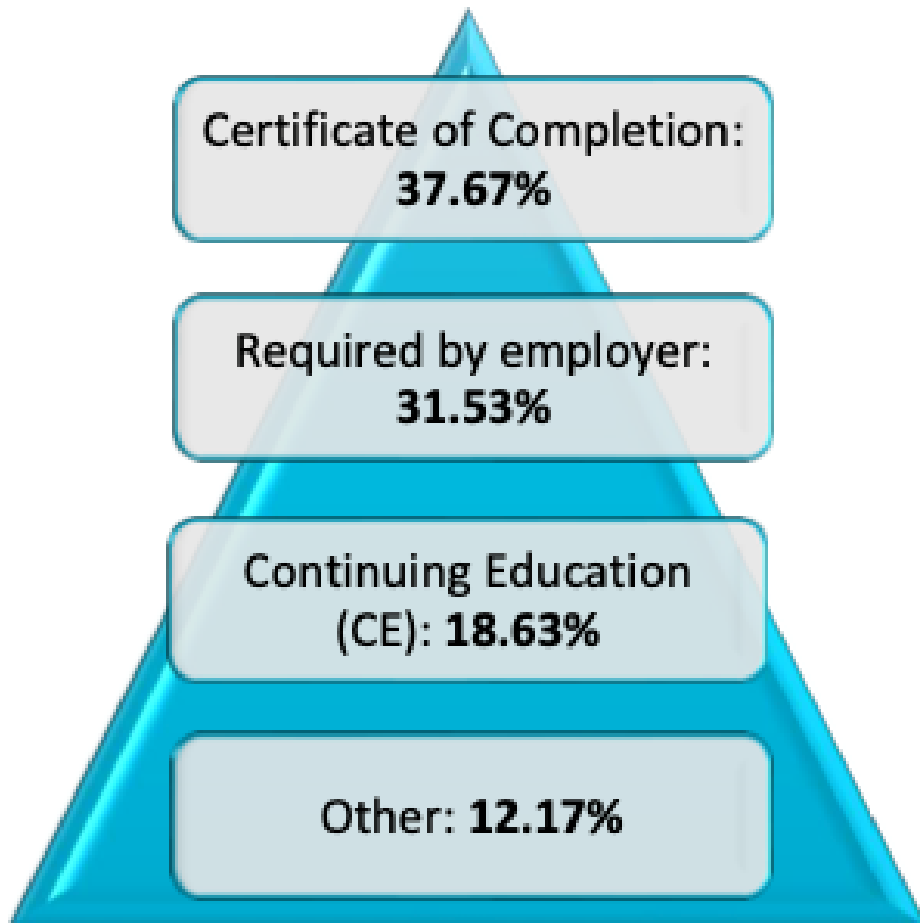 Certificate of Completion:
37.67%
Required by employer:
31.53%
Continuing Education
(CE): 18.63%
Other: 12.17%